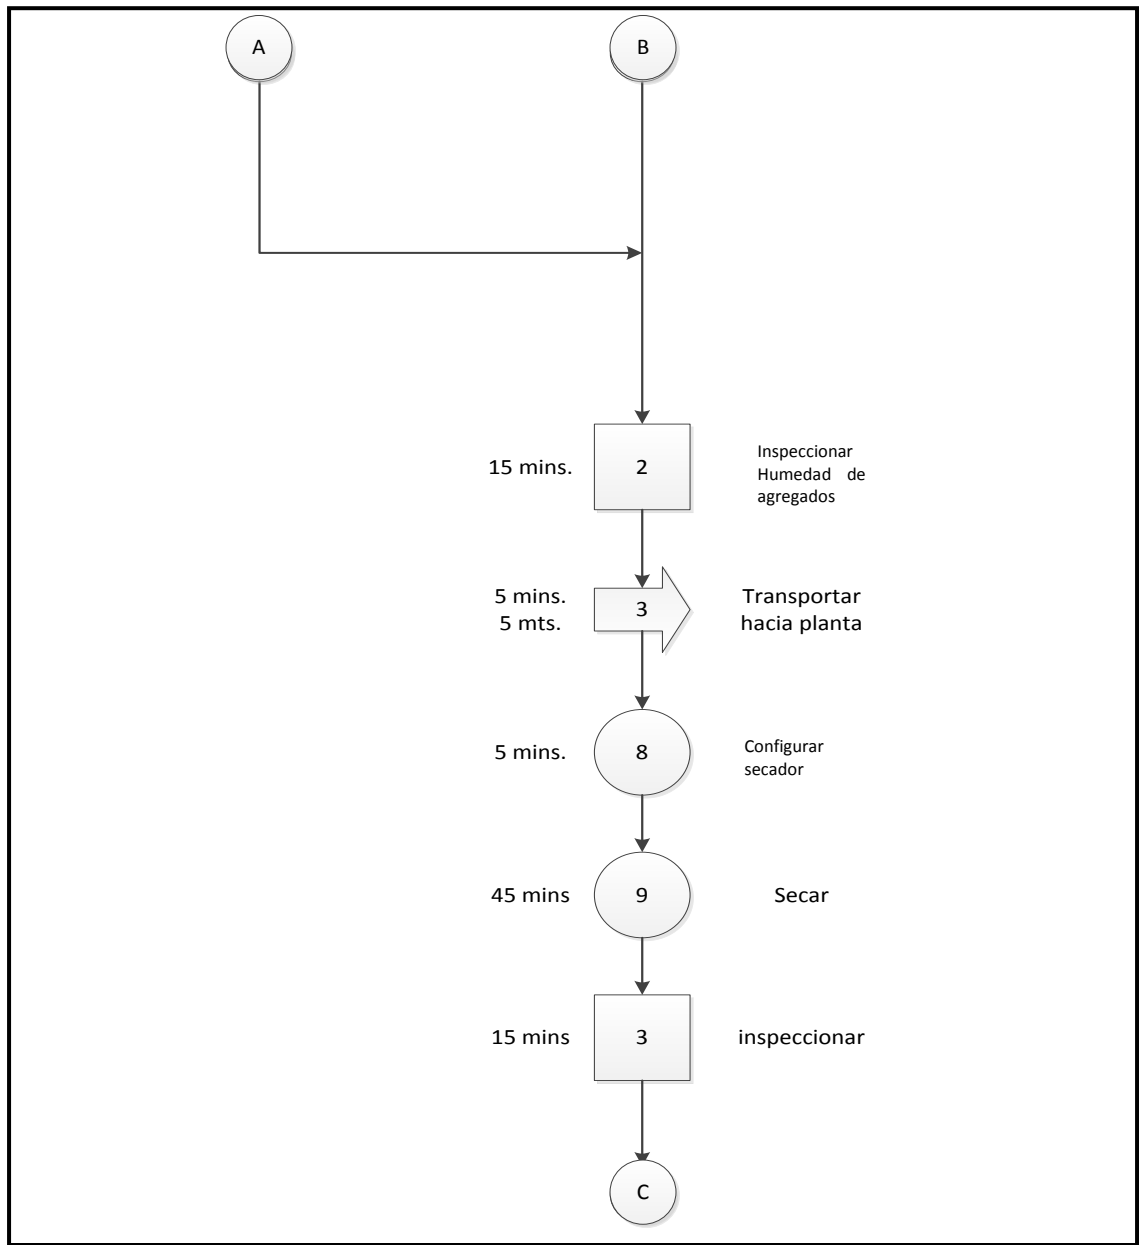 A
B
15 mins.
2
Inspeccionar
Humedad de
agregados
5 mins.
5 mts.
3
Transportar
hacia planta
5 mins.
8
Configurar
secador
45 mins
9
Secar
15 mins
3
inspeccionar
C